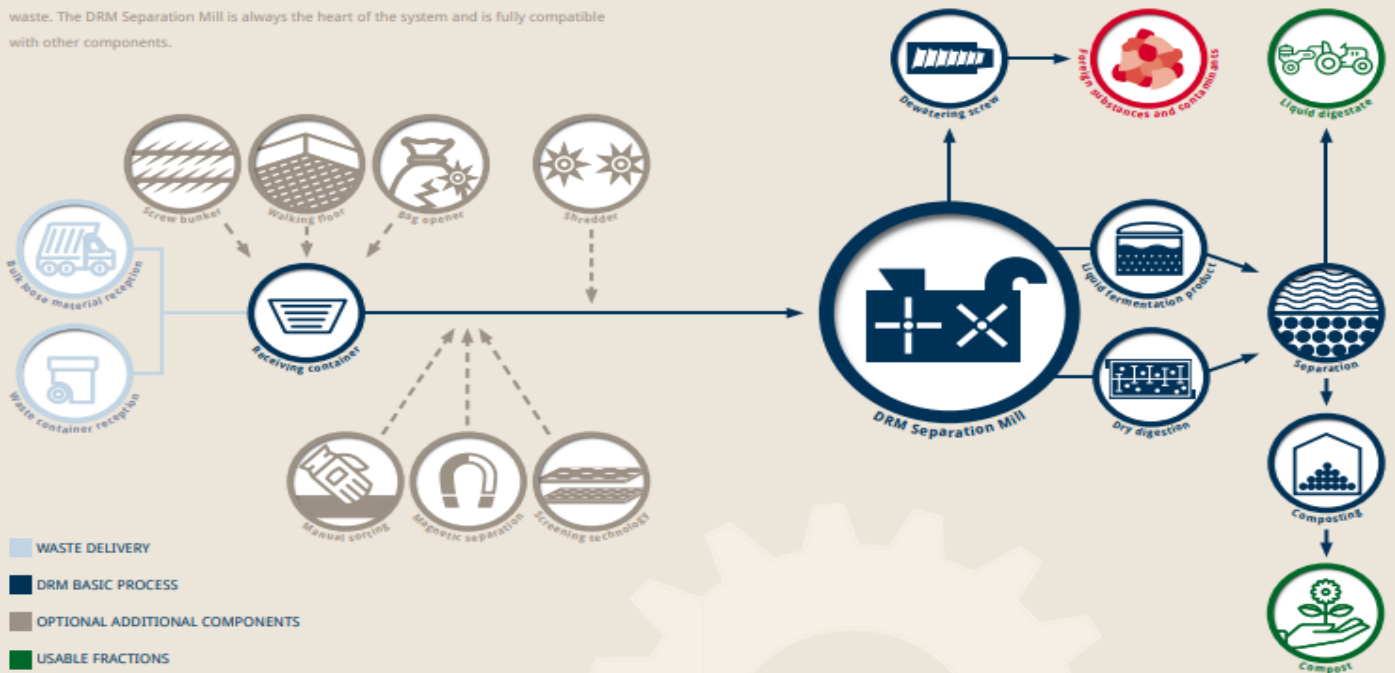 waste. The DRM Separation Mill is always the heart of the system and is fully compatible
with other components.
Dewatering screw
Foreign substances and contaminants
Liquid digestate
Screw bunker
Walking floor
Bag opener
Shredder
Bulk loose material reception
Liquid fermentation product
Receiving container
Separation
Waste container reception
DRM Separation Mill
Dry digestion
Manual sorting
Magnetic separation
Screening technology
Composting
WASTE DELIVERY
DRM BASIC PROCESS
OPTIONAL ADDITIONAL COMPONENTS
USABLE FRACTIONS
Compost